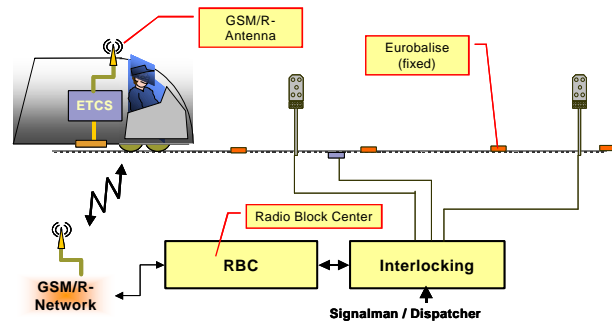 GSM/R-
Antenna
Eurobalise
(fixed)
ETCS
Radio Block Center
RBC
Interlocking
GSM/R-
Network
Signalman / Dispatcher